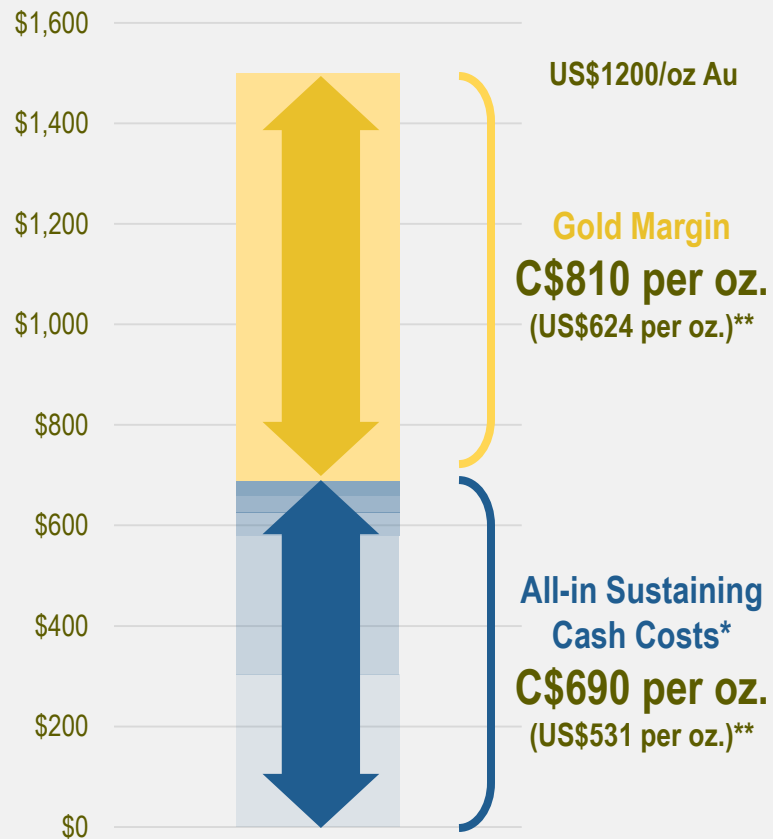 $1,600
$1,400
$1,200
$1,000
$800
$600
$400
$200
$0
US$1200/oz Au
Gold Margin
C$810 per oz.
(US$624 per oz.)**
All-in Sustaining
Cash Costs*
C$690 per oz.
(US$531 per oz.)**